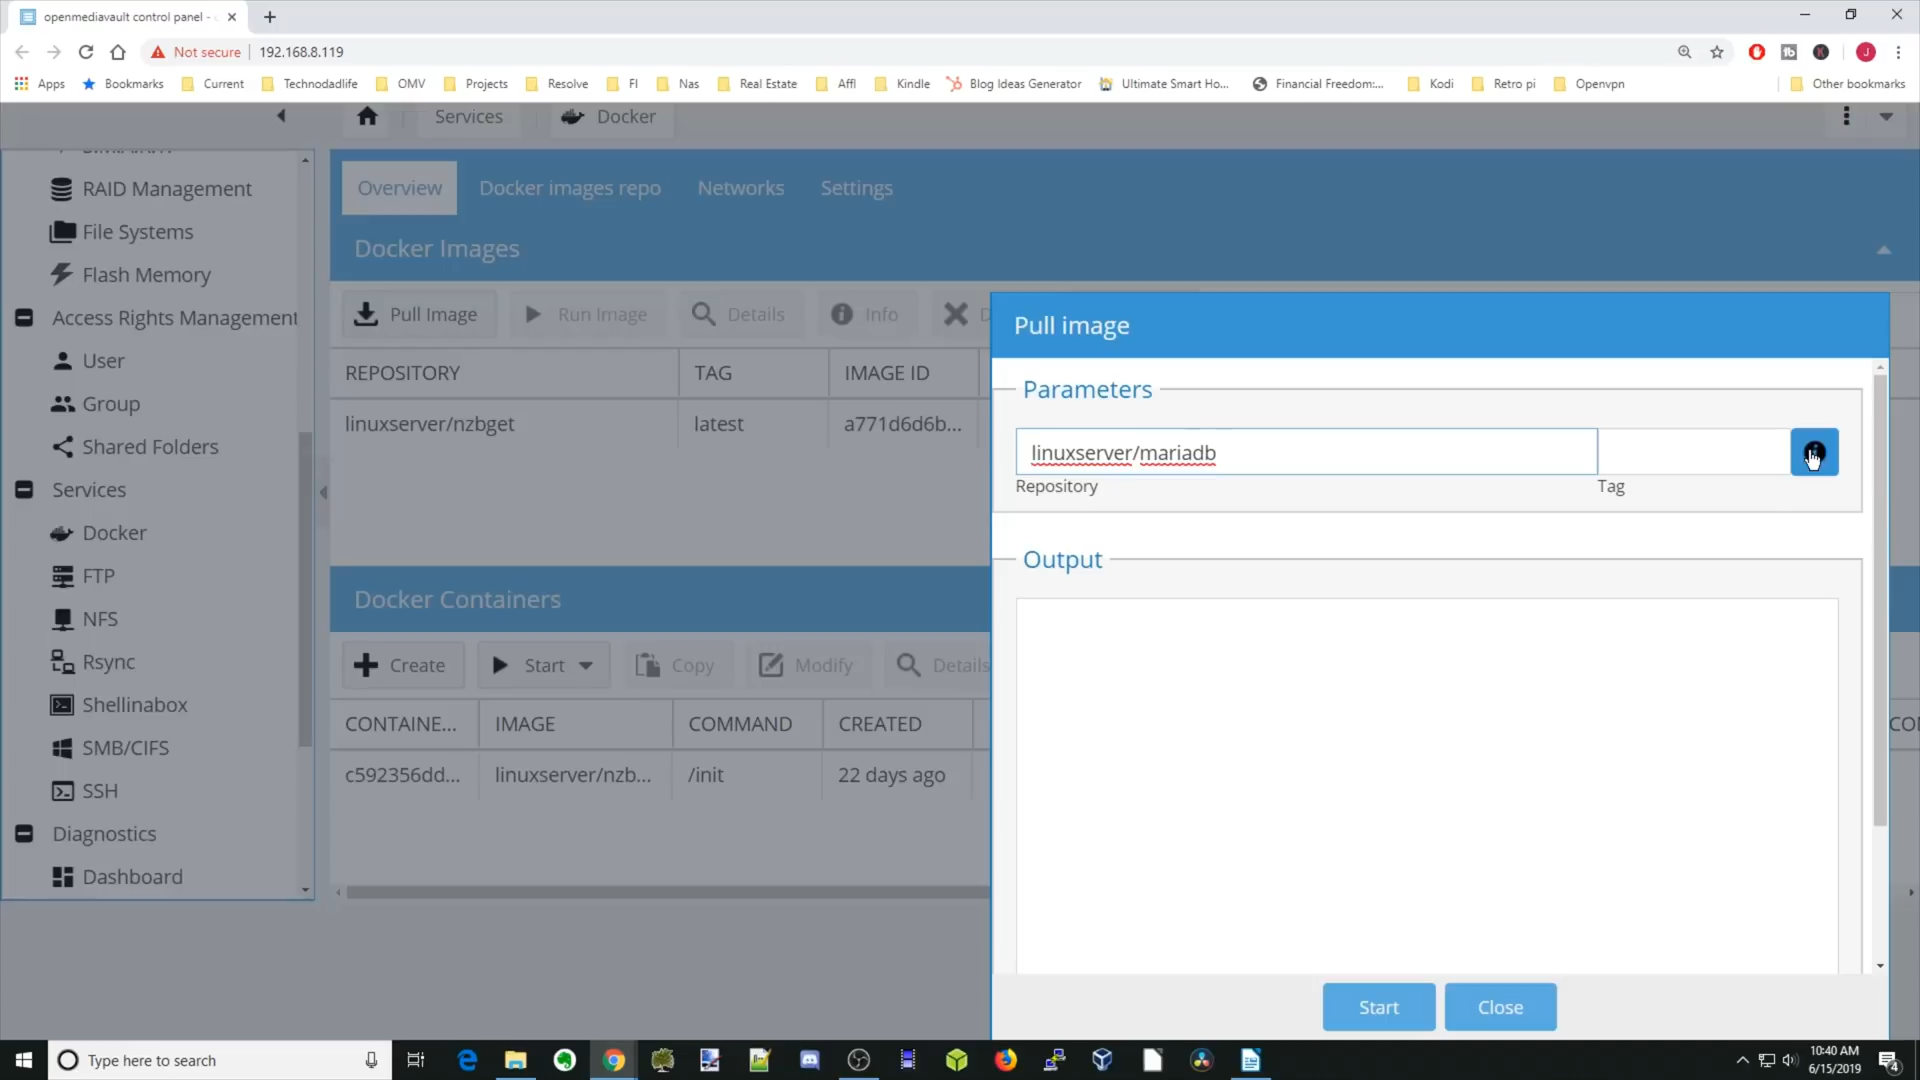 openmediavault control panel -
Not secure
192.168.8.119
Apps
Bookmarks
Current
Technodadlife
OMV
Projects
Resolve
FI
Nas
Real Estate
Affl
Kindle
Blog Ideas Generator
Ultimate Smart Ho...
Financial Freedom:...
Kodi
Retro pi
Openvpn
Other bookmarks
Services
Docker
RAID Management
File Systems
Flash Memory
Access Rights Management
User
Group
Shared Folders
Services
Docker
FTP
NFS
Rsync
Shellinabox
SMB/CIFS
SSH
Diagnostics
Dashboard
Overview
Docker images repo
Networks
Settings
Docker Images
Pull Image
Run Image
Details
Info
D
REPOSITORY
TAG
IMAGE ID
linuxserver/nzbget
latest
a771d6d6b...
Docker Containers
Create
Start
Copy
Modify
Details
CONTAINE...
IMAGE
COMMAND
CREATED
CO
c592356dd...
linuxserver/nzb...
/init
22 days ago
Pull image
Parameters
linuxserver/mariadb
Repository
Tag
Output
Start
Close
Type here to search
10:40 AM
6/15/2019
4